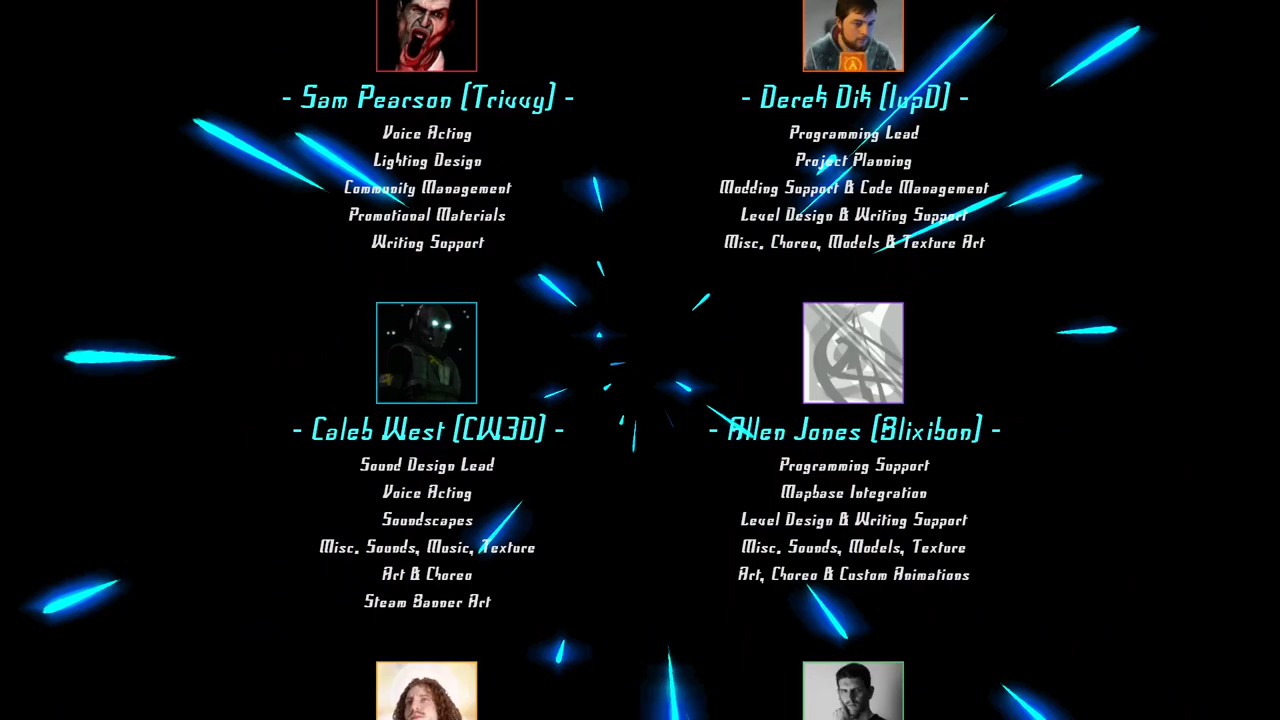 - Sam Pearson (Trivvy) -
Voice Acting
Lighting Design
Community Management
Promotional Materials
Writing Support
- Derek Dik (1upD) -
Programming Lead
Project Planning
Modding Support & Code Management
Level Design & Writing Support
Misc. Choreo, Models & Texture Art
- Caleb West (CW3D) -
Sound Design Lead
Voice Acting
Soundscapes
Misc. Sounds, Music, Texture
Art & Choreo
Steam Banner Art
- Allen Jones (Blixibon) -
Programming Support
Mapbase Integration
Level Design & Writing Support
Misc. Sounds, Models, Texture
Art, Choreo & Custom Animations